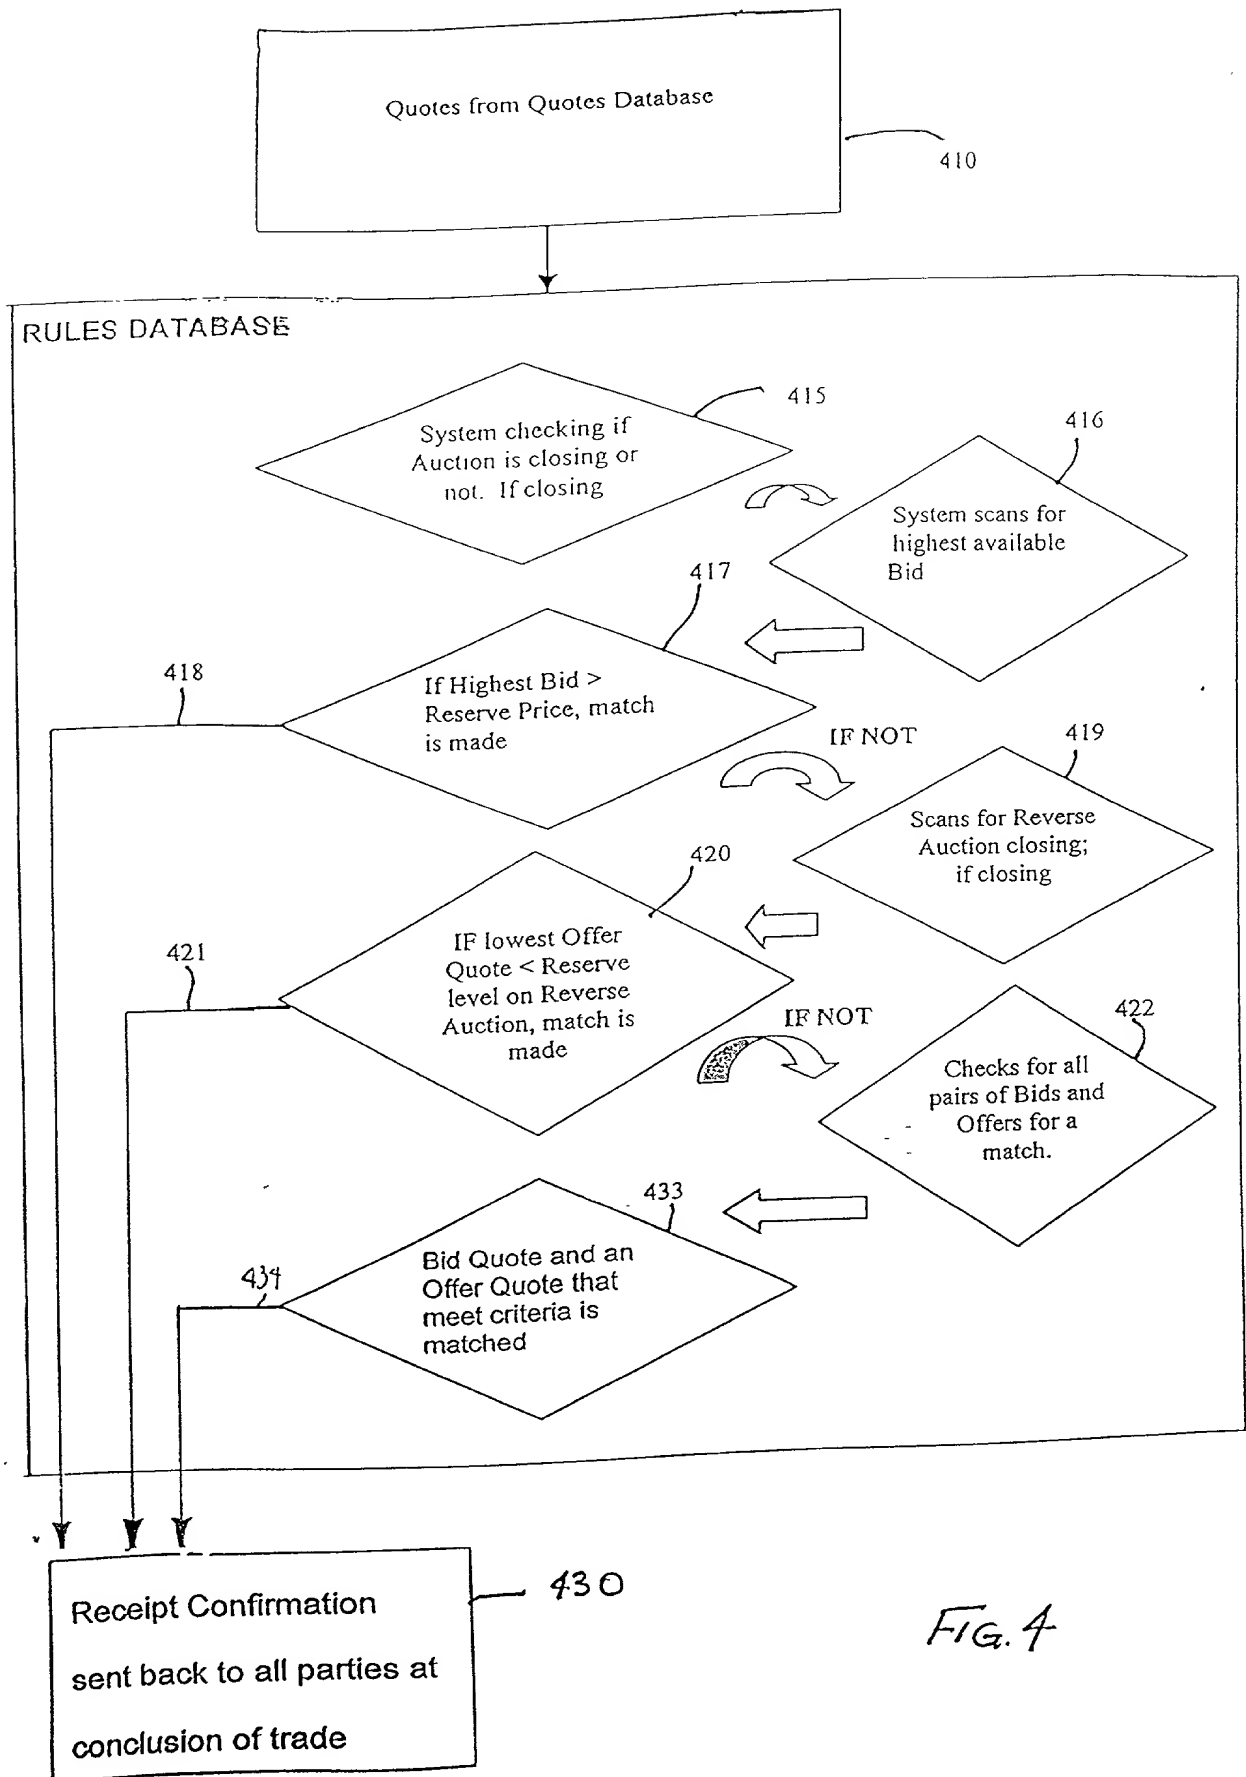 Quotes from Quotes Database
410
RULES DATABASE
415
System checking if
Auction is closing or
not. If closing
416
System scans for
highest available
Bid
417
418
If Highest Bid >
Reserve Price, match
is made
IF NOT
419
Scans for Reverse
Auction closing;
if closing
420
421
IF lowest Offer
Quote < Reserve
level on Reverse
Auction, match is
made
IF NOT
422
Checks for all
pairs of Bids and
Offers for a
match.
433
434
Bid Quote and an
Offer Quote that
meet criteria is
matched
430
Receipt Confirmation
sent back to all parties at
conclusion of trade
FIG. 4